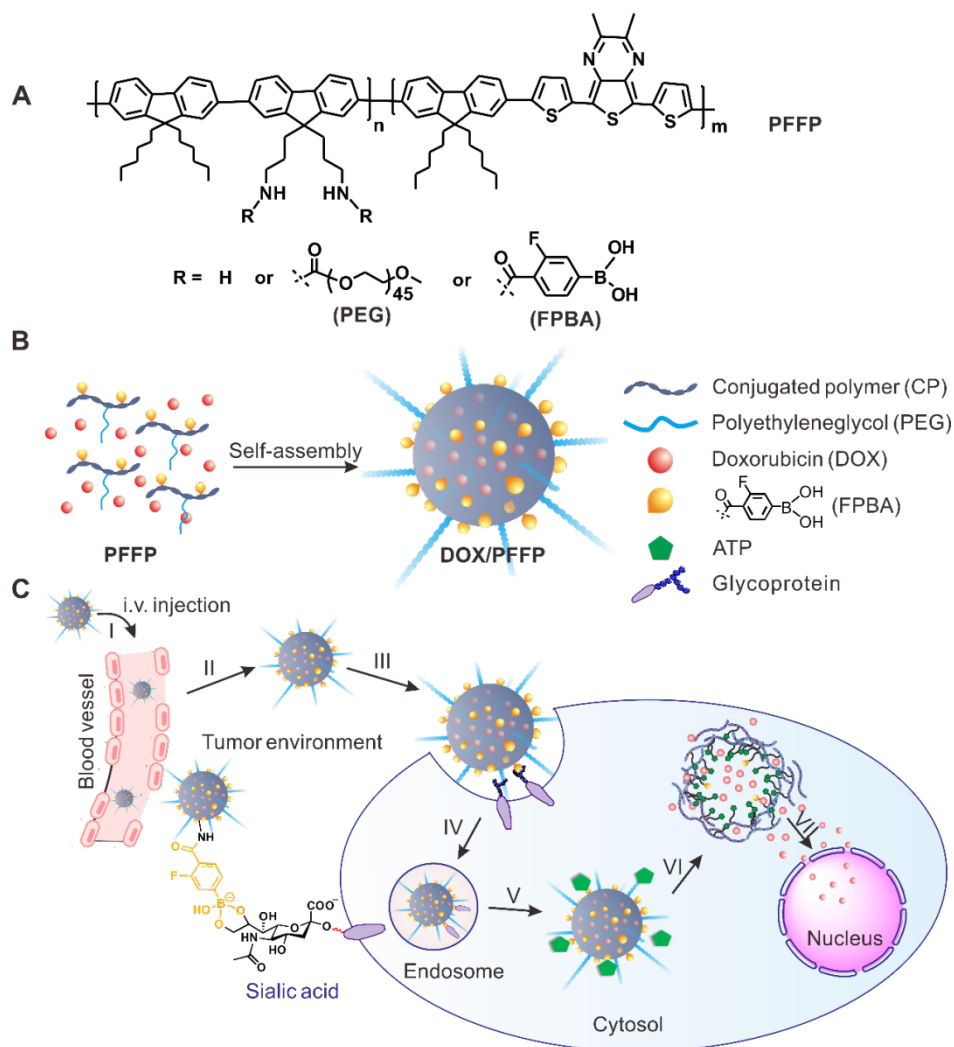 A
N
N
S
S
S
n
m
PFFP
NH
HN
R
R
R = H or
O
O
O
45
(PEG)
or
F
O
B
OH
OH
(FPBA)
B
Self-assembly
PFFP
DOX/PFFP
Conjugated polymer (CP)
Polyethyleneglycol (PEG)
Doxorubicin (DOX)
O
F
B
OH
OH
(FPBA)
ATP
Glycoprotein
C
i.v. injection
I
II
III
Blood vessel
Tumor environment
IV
V
VI
VII
NH
O
F
HO
B
⊖
O
O
HO
OH
COO⁻
O
O
HN
OH
O
Sialic acid
Endosome
Cytosol
Nucleus